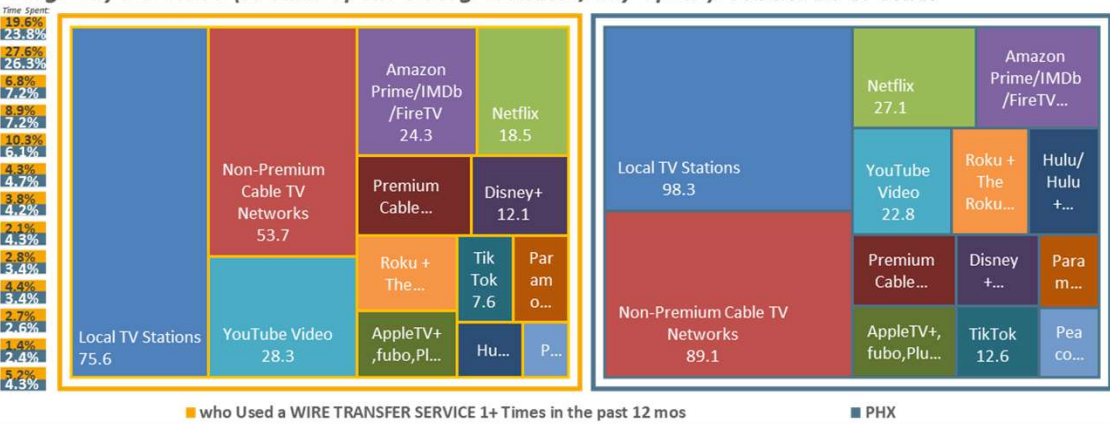 Time Spent:
19.6%
23.8%
27.6%
26.3%
6.8%
7.2%
8.9%
7.2%
10.3%
6.1%
4.3%
4.7%
3.8%
4.2%
2.1%
4.3%
2.8%
3.4%
4.4%
3.4%
2.7%
2.6%
1.4%
2.4%
5.2%
4.3%
Local TV Stations
75.6
Non-Premium
Cable TV
Networks
53.7
YouTube Video
28.3
Amazon
Prime/IMDb
/FireTV
24.3
Netflix
18.5
Premium
Cable...
Disney+
12.1
Roku +
The...
Tik
Tok
7.6
Par
am
o...
AppleTV+
,fubo,Pl...
Hu...
P...
Local TV Stations
98.3
Non-Premium Cable TV
Networks
89.1
Netflix
27.1
Amazon
Prime/IMDb
/FireTV...
YouTube
Video
22.8
Roku +
The
Roku...
Hulu/
Hulu
+...
Premium
Cable...
Disney
+...
Para
m...
AppleTV+,
fubo,Plu...
TikTok
12.6
Pea
co...
who Used a WIRE TRANSFER SERVICE 1+ Times in the past 12 mos
PHX